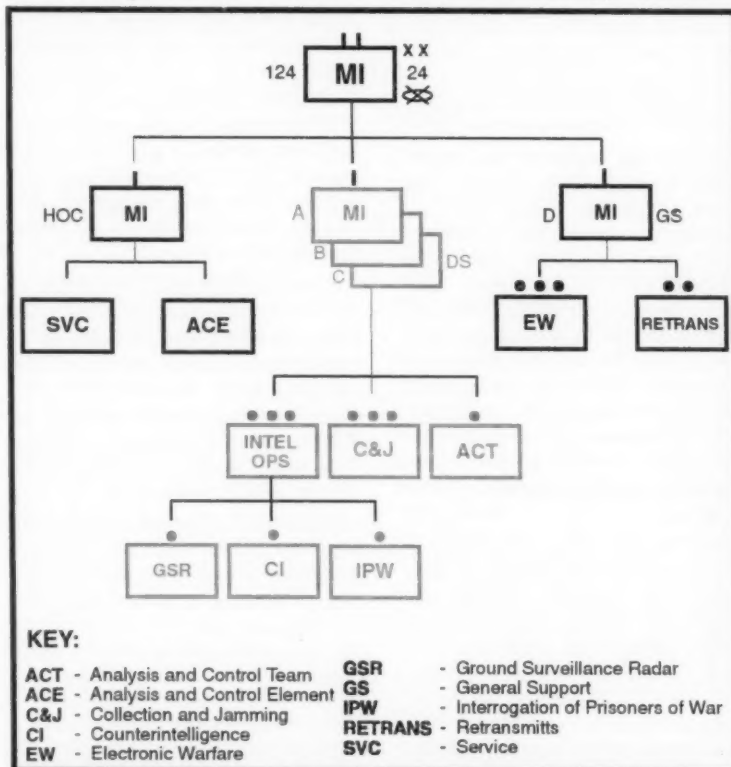 X X
124 MI 24
HOC MI
A MI
B
C DS
D MI GS
SVC ACE
EW RETRANS
INTEL
OPS
C&J ACT
GSR CI IPW
KEY:
ACT - Analysis and Control Team
ACE - Analysis and Control Element
C&J - Collection and Jamming
CI - Counterintelligence
EW - Electronic Warfare
GSR - Ground Surveillance Radar
GS - General Support
IPW - Interrogation of Prisoners of War
RETRANS - Retransmitts
SVC - Service